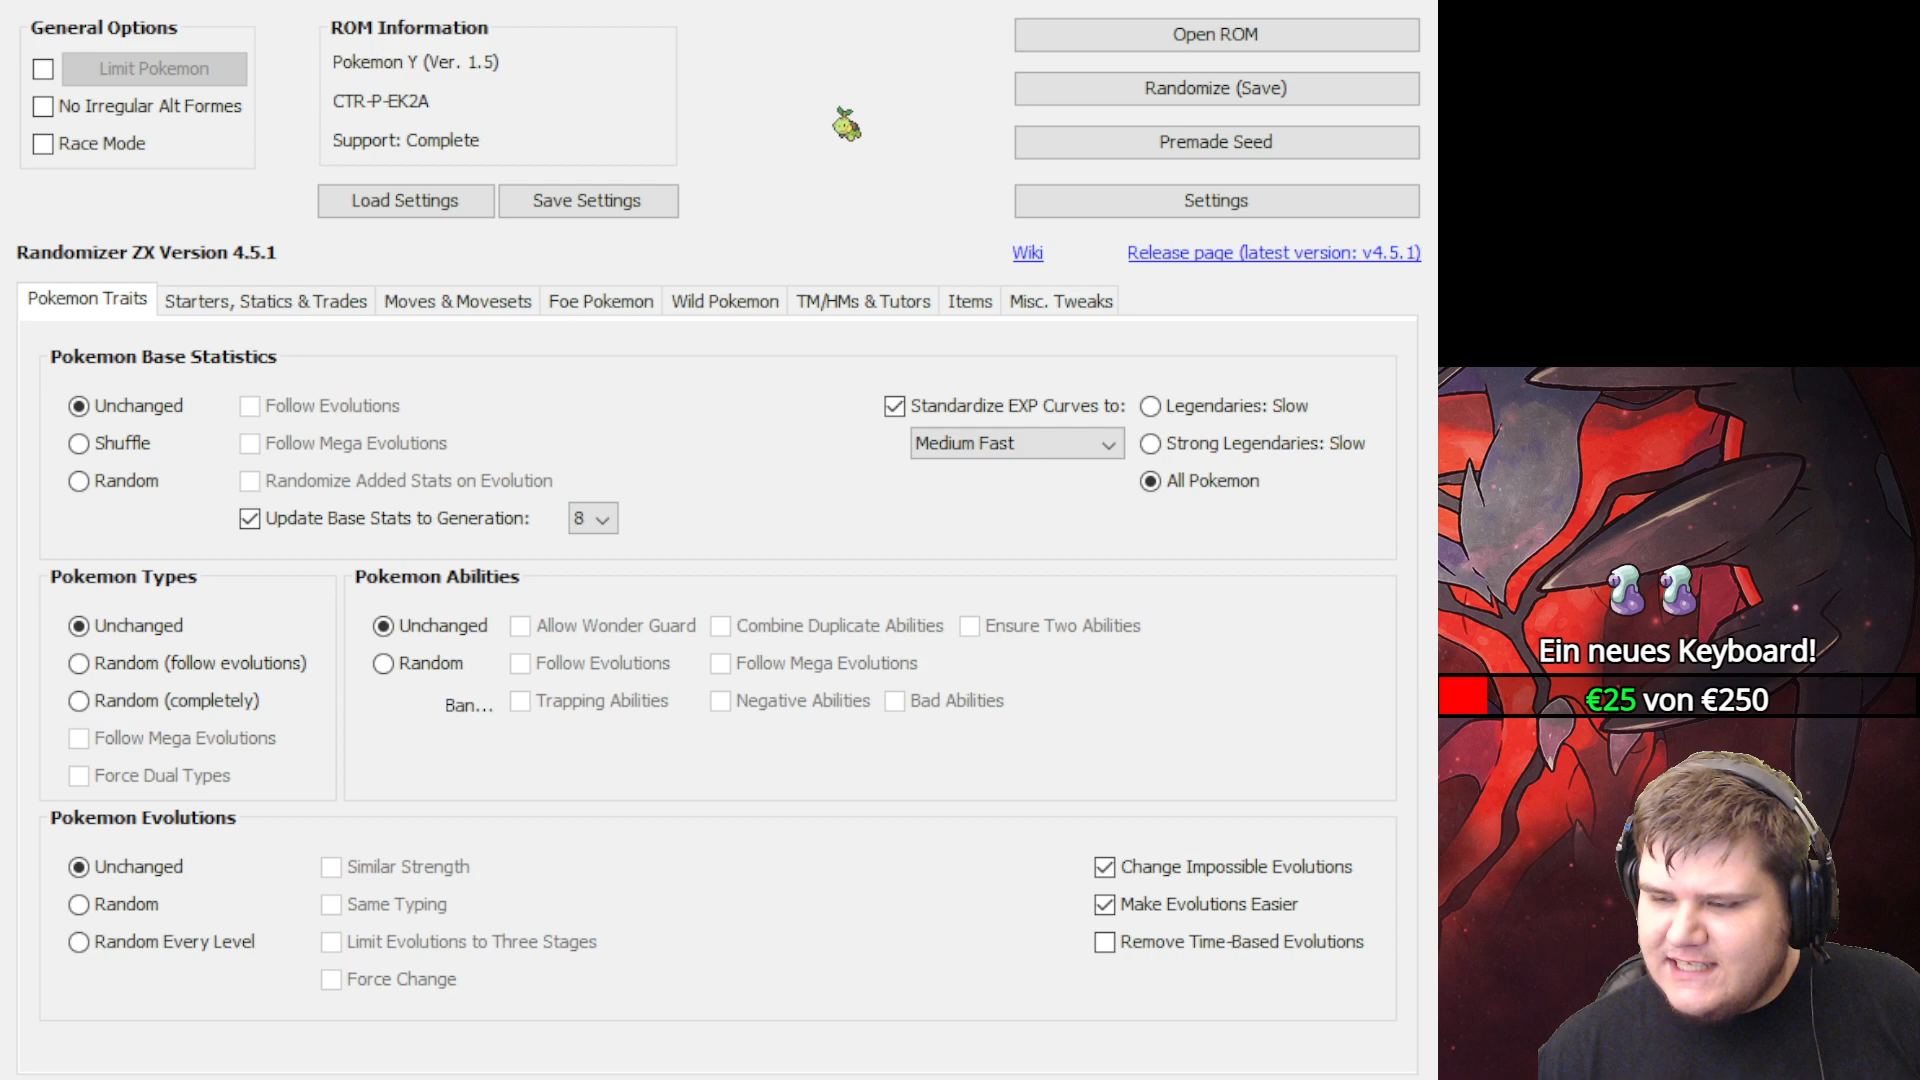 General Options
Limit Pokemon
No Irregular Alt Formes
Race Mode
ROM Information
Pokemon Y (Ver. 1.5)
CTR-P-EK2A
Support: Complete
Load Settings
Save Settings
Open ROM
Randomize (Save)
Premade Seed
Settings
Randomizer ZX Version 4.5.1
Wiki
Release page (latest version: v4.5.1)
Pokemon Traits
Starters, Statics & Trades
Moves & Movesets
Foe Pokemon
Wild Pokemon
TM/HMs & Tutors
Items
Misc. Tweaks
Pokemon Base Statistics
Unchanged
Follow Evolutions
Standardize EXP Curves to:
Legendaries: Slow
Shuffle
Follow Mega Evolutions
Medium Fast
Strong Legendaries: Slow
Random
Randomize Added Stats on Evolution
All Pokemon
Update Base Stats to Generation:
8
Pokemon Types
Unchanged
Random (follow evolutions)
Random (completely)
Follow Mega Evolutions
Force Dual Types
Pokemon Abilities
Unchanged
Allow Wonder Guard
Combine Duplicate Abilities
Ensure Two Abilities
Random
Follow Evolutions
Follow Mega Evolutions
Ban...
Trapping Abilities
Negative Abilities
Bad Abilities
Pokemon Evolutions
Unchanged
Similar Strength
Change Impossible Evolutions
Random
Same Typing
Make Evolutions Easier
Random Every Level
Limit Evolutions to Three Stages
Remove Time-Based Evolutions
Force Change
Ein neues Keyboard!
€25 von €250